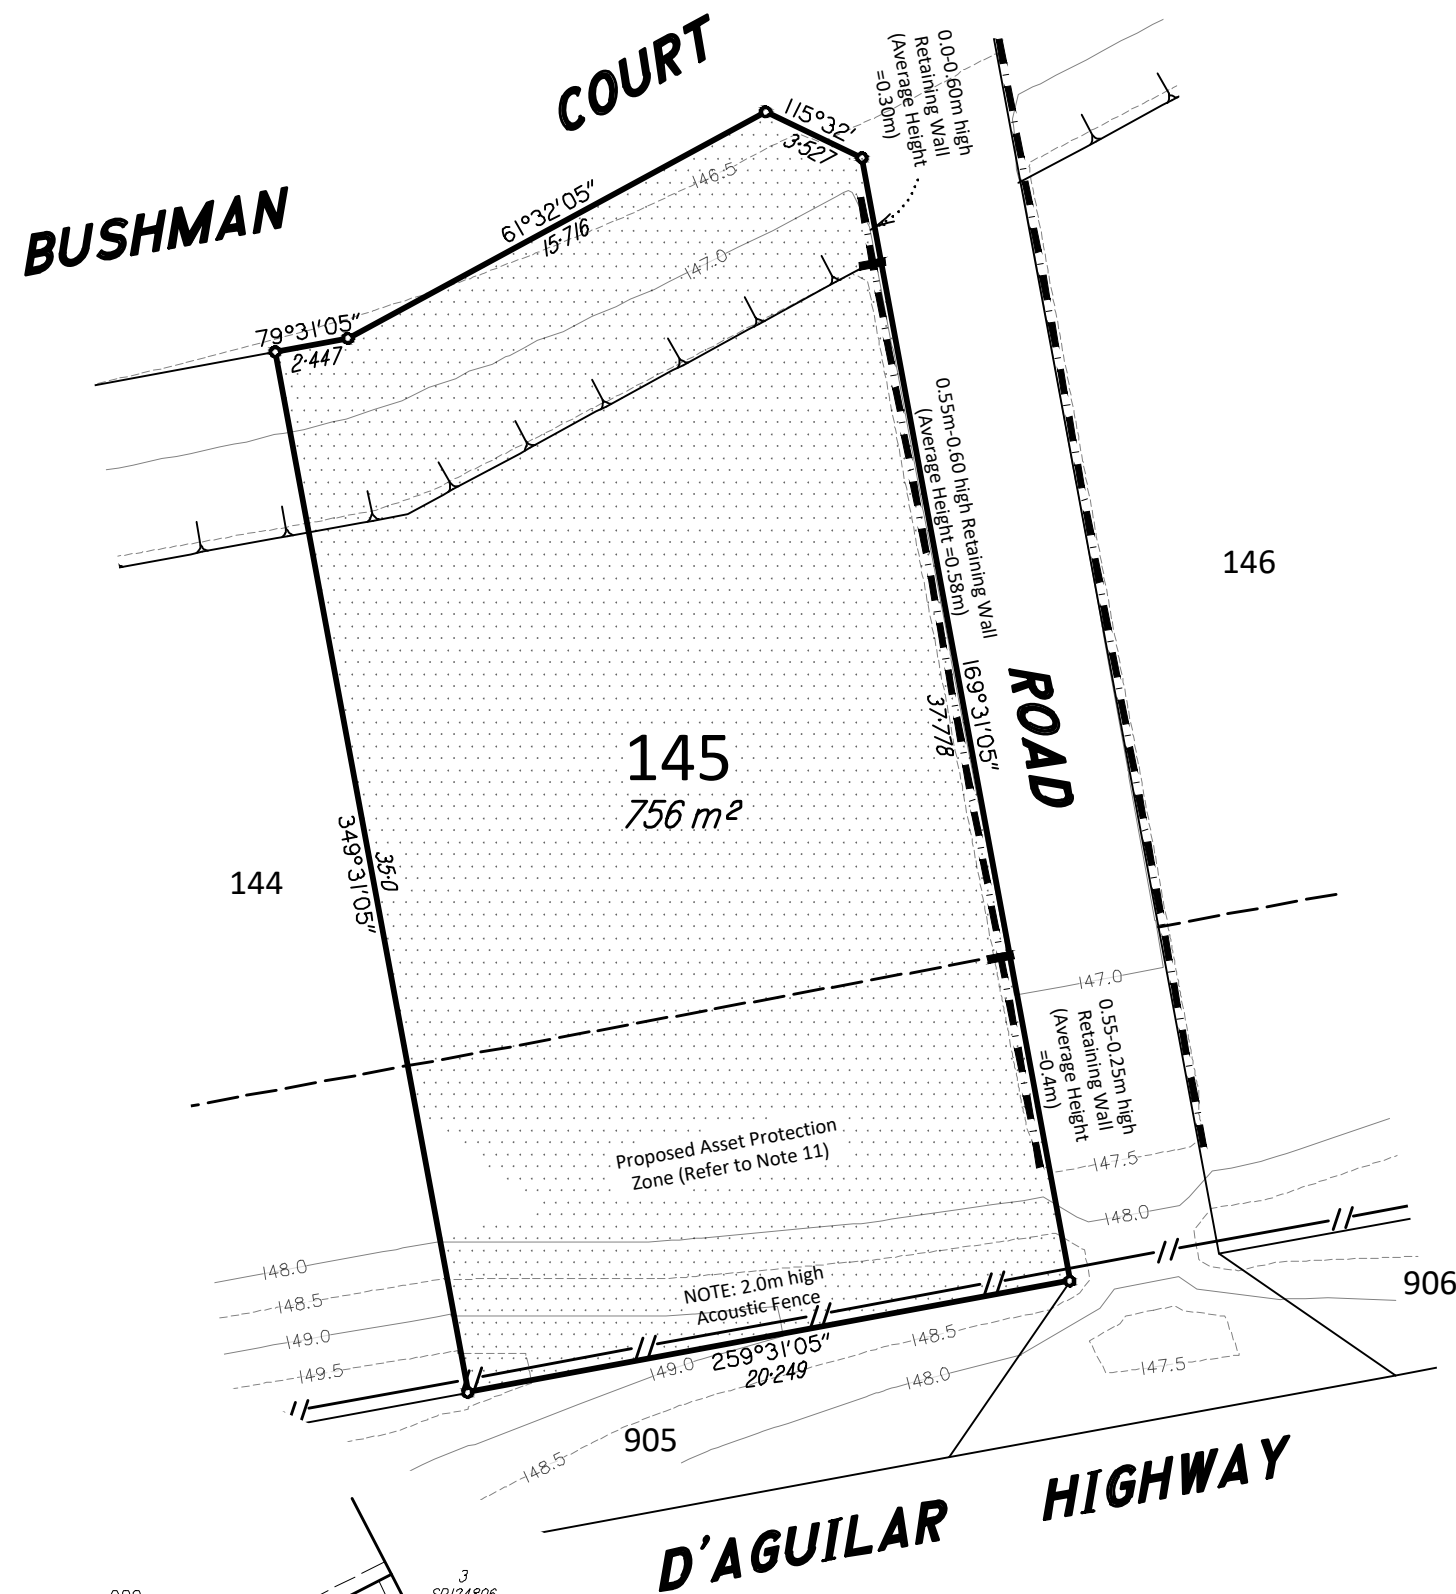 COURT
BUSHMAN
115°32'
3·527
0.0-0.60m high
Retaining Wall
(Average Height
=0.30m)
61°32'05"
15·716
146.5
147.0
79°31'05"
2·447
0.55m-0.60 high Retaining Wall
(Average Height =0.58m)
146
169°31'05"
37·778
ROAD
145
756 m²
144
349°31'05"
35·0
147.0
0.55-0.25m high
Retaining Wall
(Average Height
=0.4m)
Proposed Asset Protection
Zone (Refer to Note 11)
147.5
148.0
148.0
148.5
149.0
149.5
NOTE: 2.0m high
Acoustic Fence
906
259°31'05"
20·249
149.0
148.5
148.0
147.5
905
148.5
D'AGUILAR HIGHWAY
3